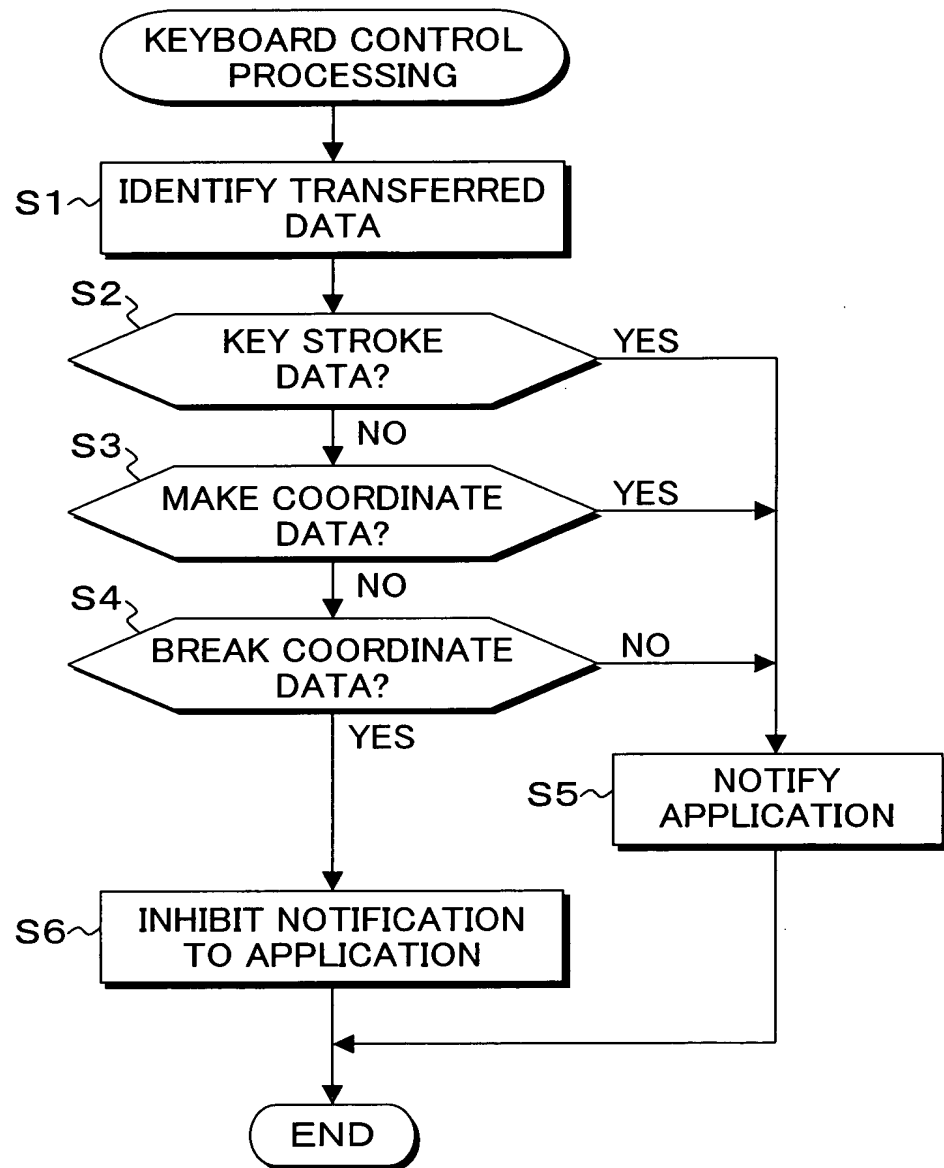 KEYBOARD CONTROL
PROCESSING
S1
IDENTIFY TRANSFERRED
DATA
S2
KEY STROKE
DATA?
YES
NO
S3
MAKE COORDINATE
DATA?
YES
NO
S4
BREAK COORDINATE
DATA?
NO
YES
S5
NOTIFY
APPLICATION
S6
INHIBIT NOTIFICATION
TO APPLICATION
END